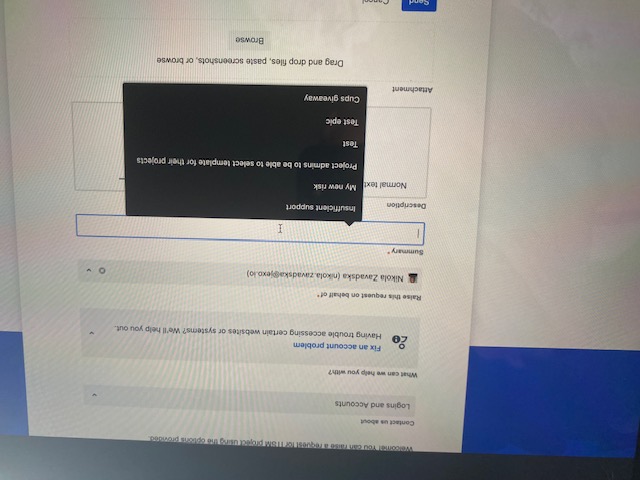 Welcome! You can raise a request for ITSM project using the options provided.
Contact us about
Logins and Accounts
What can we help you with?
Fix an account problem
Having trouble accessing certain websites or systems? We'll help you out.
Raise this request on behalf of*
Nikola Zavadska (nikola.zavadska@jexo.io)
Summary*
Insufficient support
My new risk
Project admins to be able to select template for their projects
Test
Test epic
Cups giveaway
Description
Normal text
Attachment
Drag and drop files, paste screenshots, or browse
Browse
Send
Cancel